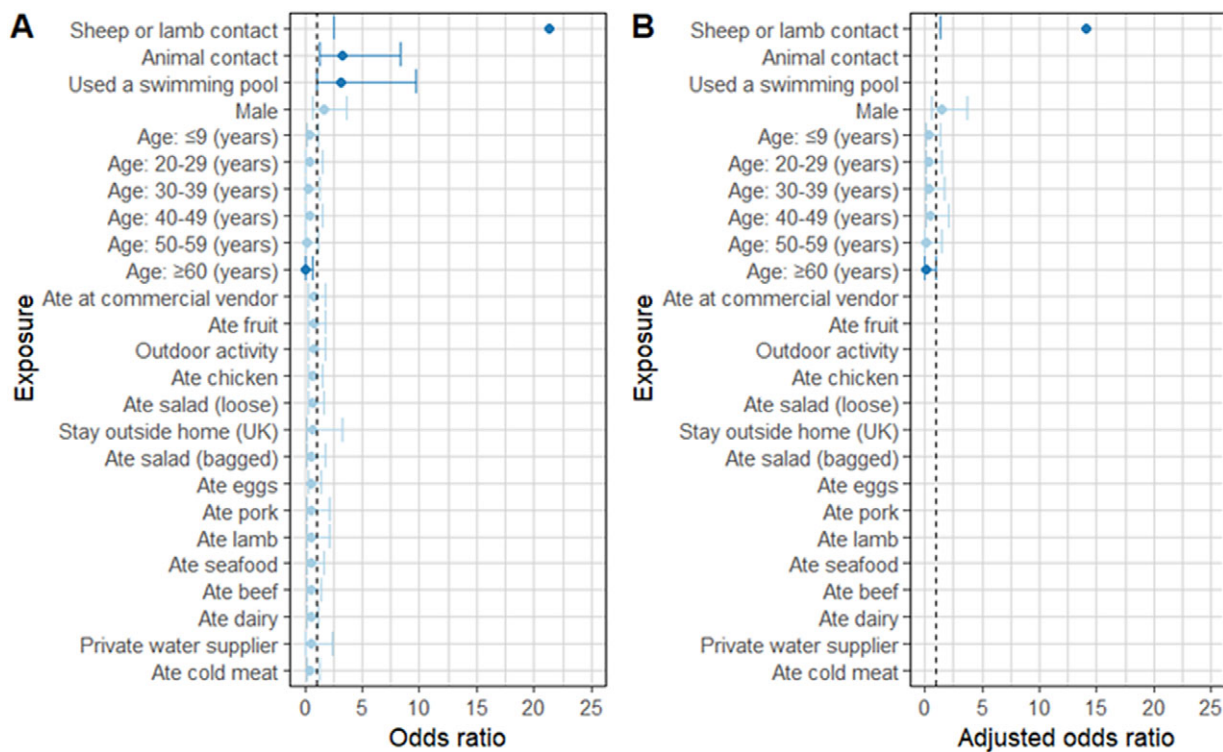 A
Sheep or lamb contact
Animal contact
Used a swimming pool
Male
Age: ≤9 (years)
Age: 20-29 (years)
Age: 30-39 (years)
Age: 40-49 (years)
Age: 50-59 (years)
Age: ≥60 (years)
Ate at commercial vendor
Ate fruit
Outdoor activity
Ate chicken
Ate salad (loose)
Stay outside home (UK)
Ate salad (bagged)
Ate eggs
Ate pork
Ate lamb
Ate seafood
Ate beef
Ate dairy
Private water supplier
Ate cold meat
Exposure
0 5 10 15 20 25
Odds ratio
B
Sheep or lamb contact
Animal contact
Used a swimming pool
Male
Age: ≤9 (years)
Age: 20-29 (years)
Age: 30-39 (years)
Age: 40-49 (years)
Age: 50-59 (years)
Age: ≥60 (years)
Ate at commercial vendor
Ate fruit
Outdoor activity
Ate chicken
Ate salad (loose)
Stay outside home (UK)
Ate salad (bagged)
Ate eggs
Ate pork
Ate lamb
Ate seafood
Ate beef
Ate dairy
Private water supplier
Ate cold meat
Exposure
0 5 10 15 20 25
Adjusted odds ratio